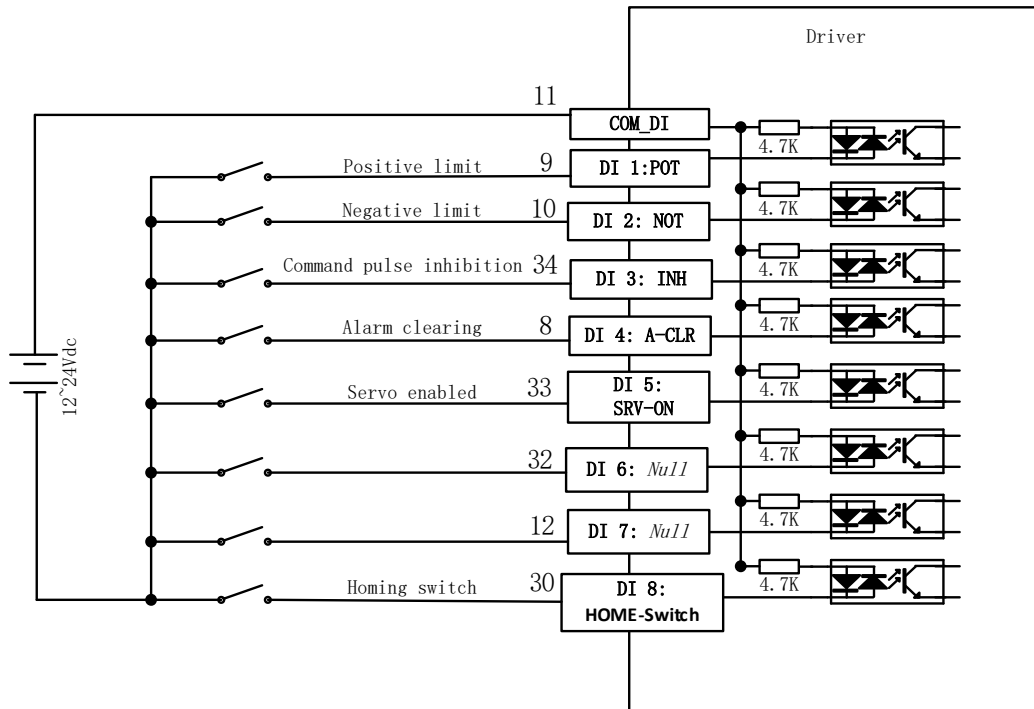 Driver
11
COM_DI
4.7K
Positive limit
9
DI 1:POT
4.7K
Negative limit
10
DI 2: NOT
4.7K
Command pulse inhibition
34
DI 3: INH
4.7K
Alarm clearing
8
DI 4: A-CLR
4.7K
12~24Vdc
Servo enabled
33
DI 5:
SRV-ON
4.7K
32
DI 6: Null
4.7K
12
DI 7: Null
4.7K
Homing switch
30
DI 8:
HOME-Switch